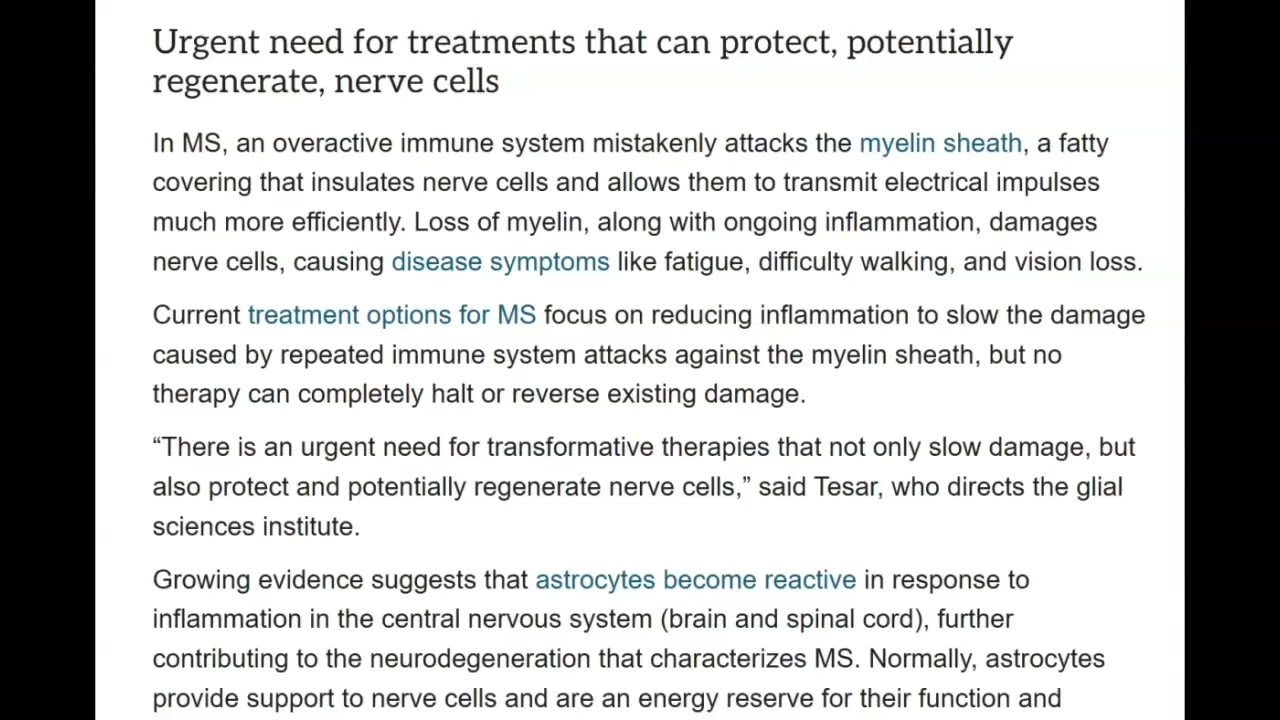 Urgent need for treatments that can protect, potentially
regenerate, nerve cells
In MS, an overactive immune system mistakenly attacks the myelin sheath, a fatty
covering that insulates nerve cells and allows them to transmit electrical impulses
much more efficiently. Loss of myelin, along with ongoing inflammation, damages
nerve cells, causing disease symptoms like fatigue, difficulty walking, and vision loss.
Current treatment options for MS focus on reducing inflammation to slow the damage
caused by repeated immune system attacks against the myelin sheath, but no
therapy can completely halt or reverse existing damage.
“There is an urgent need for transformative therapies that not only slow damage, but
also protect and potentially regenerate nerve cells,” said Tesar, who directs the glial
sciences institute.
Growing evidence suggests that astrocytes become reactive in response to
inflammation in the central nervous system (brain and spinal cord), further
contributing to the neurodegeneration that characterizes MS. Normally, astrocytes
provide support to nerve cells and are an energy reserve for their function and